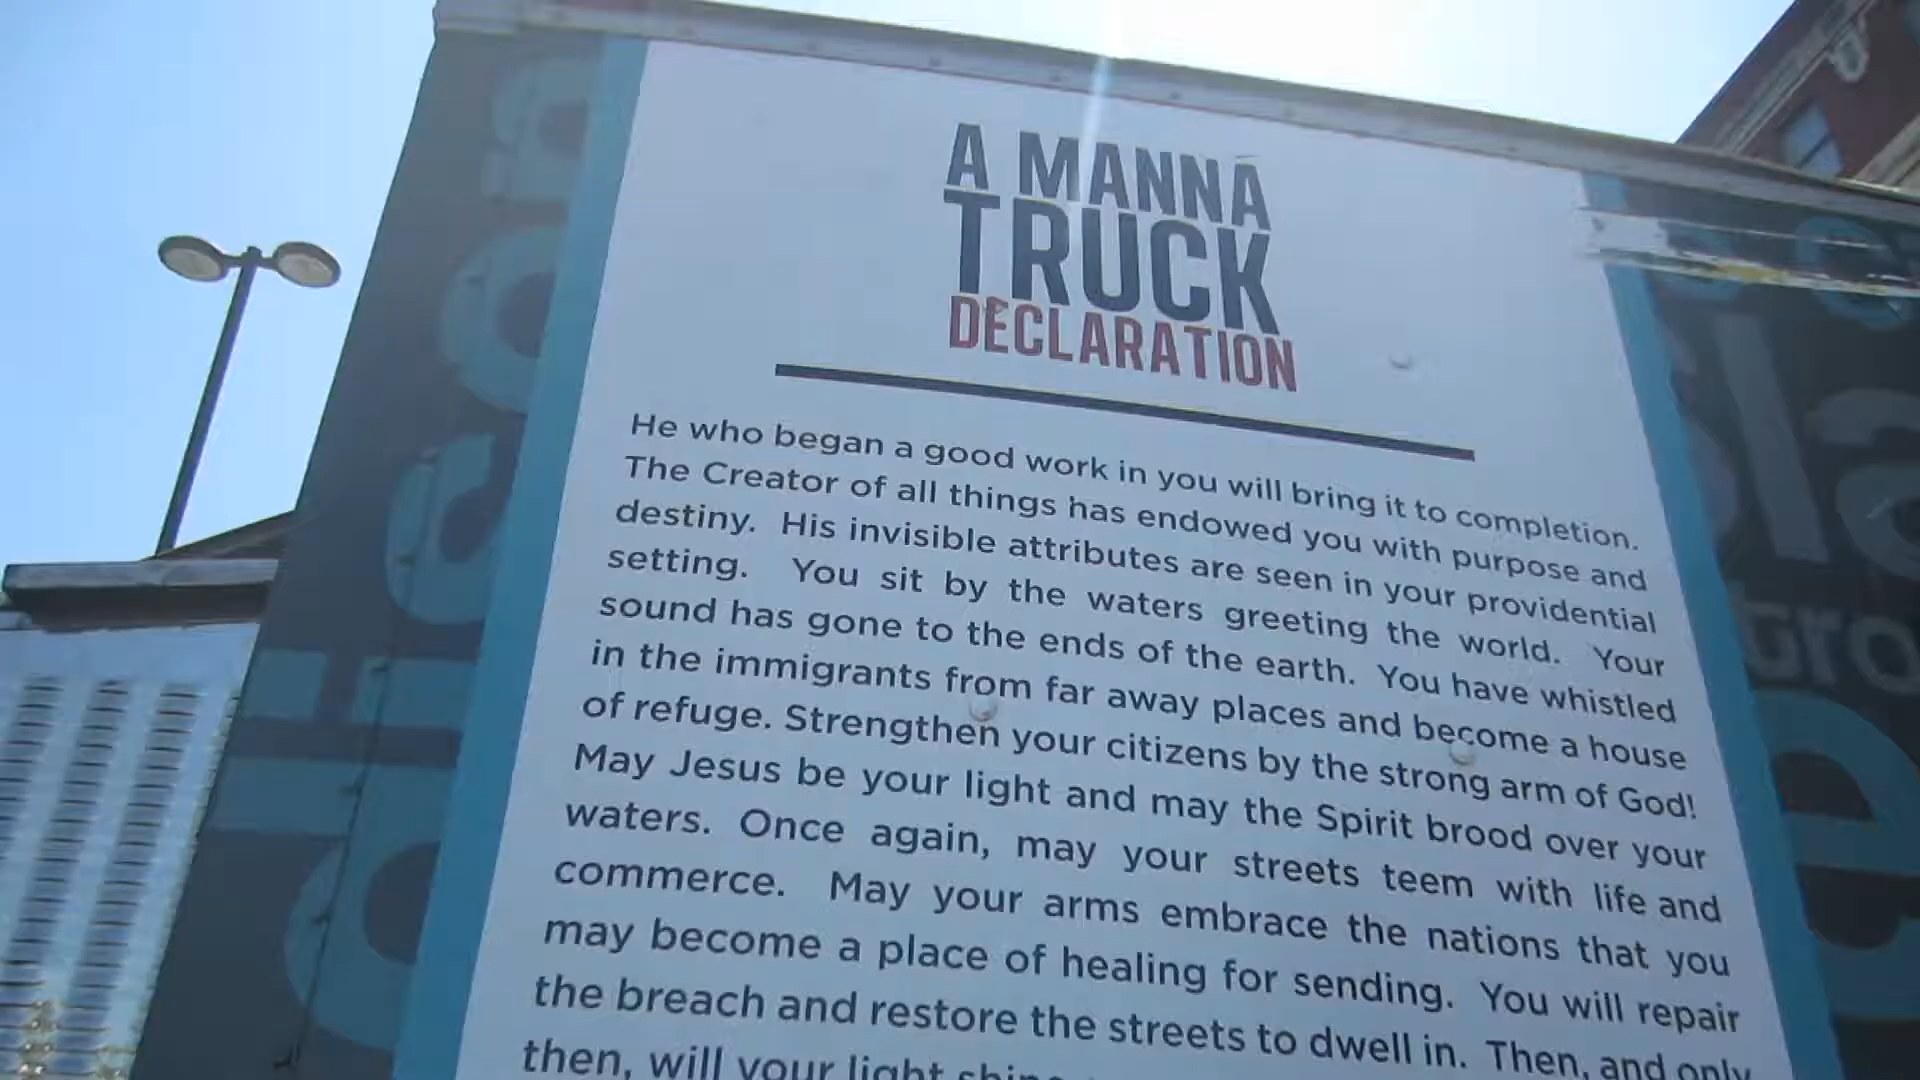 A MANNA
TRUCK
DECLARATION
He who began a good work in you will bring it to completion.
The Creator of all things has endowed you with purpose and
destiny. His invisible attributes are seen in your providential
setting. You sit by the waters greeting the world. Your
sound has gone to the ends of the earth. You have whistled
in the immigrants from far away places and become a house
of refuge. Strengthen your citizens by the strong arm of God!
May Jesus be your light and may the Spirit brood over your
waters. Once again, may your streets teem with life and
commerce. May your arms embrace the nations that you
may become a place of healing for sending. You will repair
the breach and restore the streets to dwell in. Then, and only
then, will your light